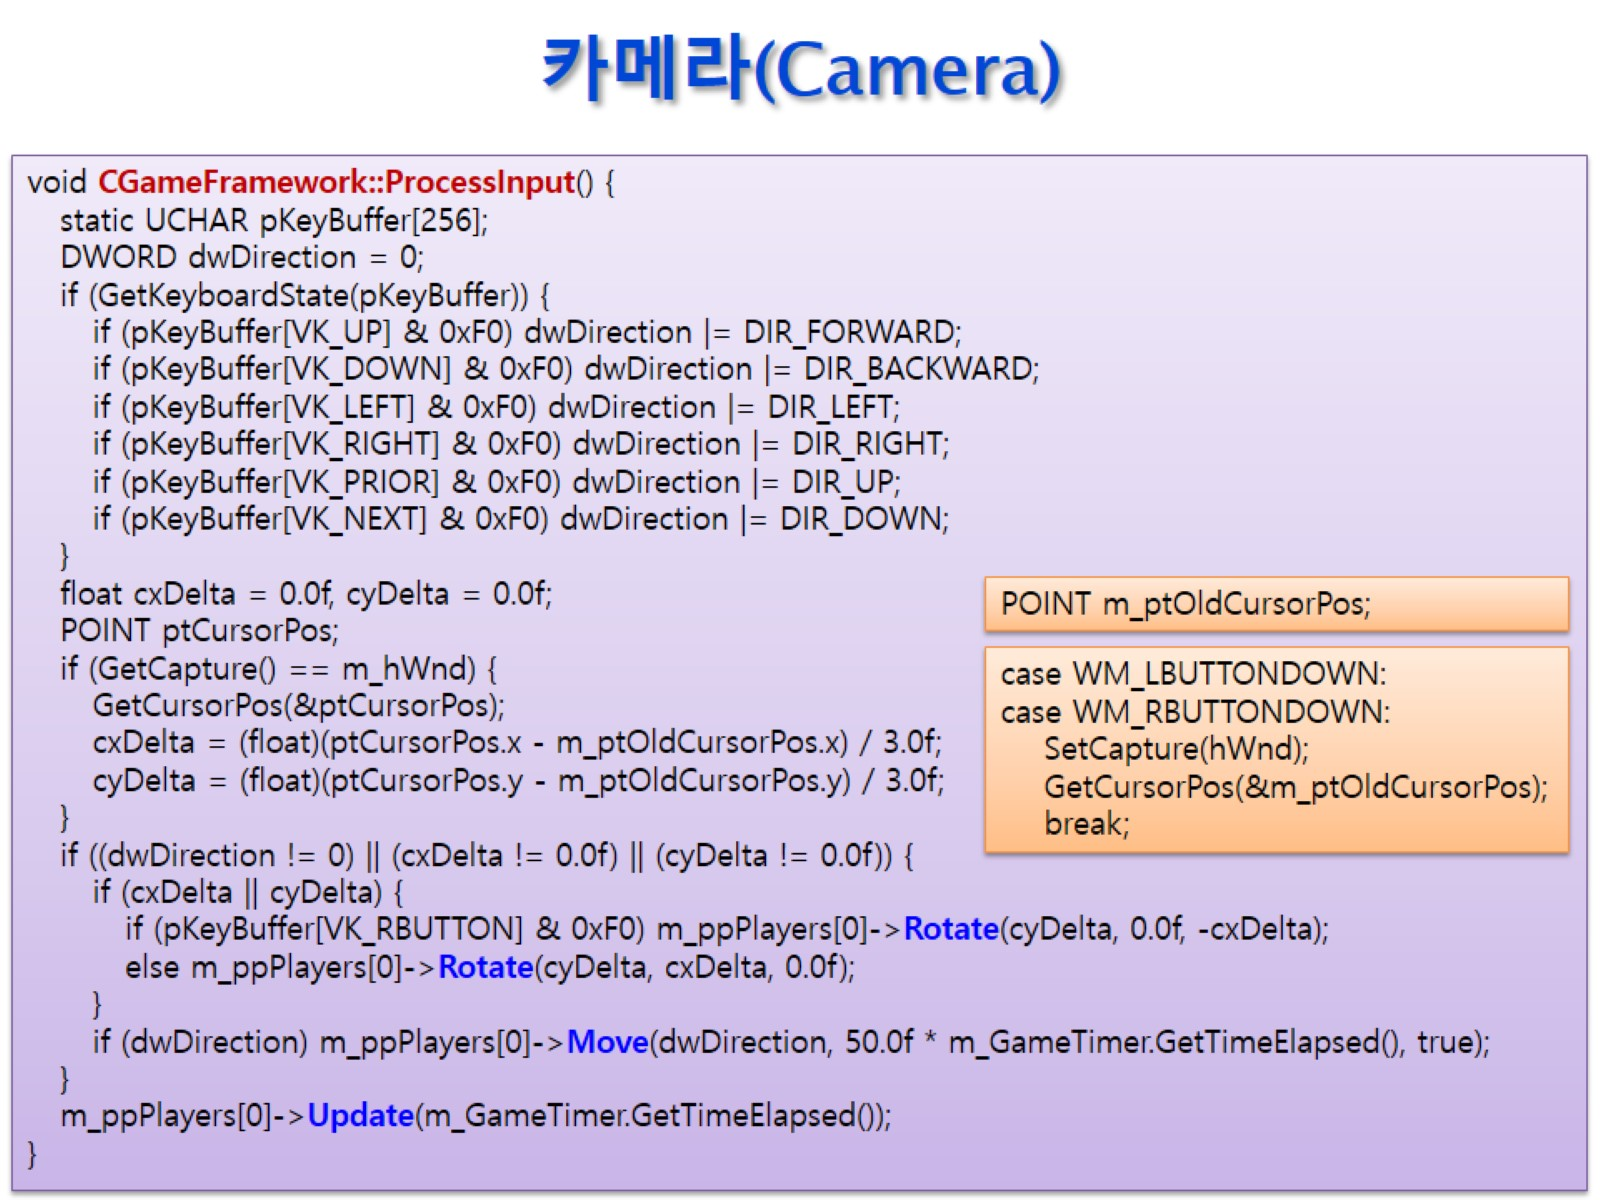 카메라(Camera)
void CGameFramework::ProcessInput() {
static UCHAR pKeyBuffer[256];
DWORD dwDirection = 0;
if (GetKeyboardState(pKeyBuffer)) {
if (pKeyBuffer[VK_UP] & 0xF0) dwDirection |= DIR_FORWARD;
if (pKeyBuffer[VK_DOWN] & 0xF0) dwDirection |= DIR_BACKWARD;
if (pKeyBuffer[VK_LEFT] & 0xF0) dwDirection |= DIR_LEFT;
if (pKeyBuffer[VK_RIGHT] & 0xF0) dwDirection |= DIR_RIGHT;
if (pKeyBuffer[VK_PRIOR] & 0xF0) dwDirection |= DIR_UP;
if (pKeyBuffer[VK_NEXT] & 0xF0) dwDirection |= DIR_DOWN;
}
float cxDelta = 0.0f, cyDelta = 0.0f;
POINT ptCursorPos;
if (GetCapture() == m_hWnd) {
GetCursorPos(&ptCursorPos);
cxDelta = (float)(ptCursorPos.x - m_ptOldCursorPos.x) / 3.0f;
cyDelta = (float)(ptCursorPos.y - m_ptOldCursorPos.y) / 3.0f;
}
if ((dwDirection != 0) || (cxDelta != 0.0f) || (cyDelta != 0.0f)) {
if (cxDelta || cyDelta) {
if (pKeyBuffer[VK_RBUTTON] & 0xF0) m_ppPlayers[0]->Rotate(cyDelta, 0.0f, -cxDelta);
else m_ppPlayers[0]->Rotate(cyDelta, cxDelta, 0.0f);
}
if (dwDirection) m_ppPlayers[0]->Move(dwDirection, 50.0f * m_GameTimer.GetTimeElapsed(), true);
}
m_ppPlayers[0]->Update(m_GameTimer.GetTimeElapsed());
}
POINT m_ptOldCursorPos;
case WM_LBUTTONDOWN:
case WM_RBUTTONDOWN:
SetCapture(hWnd);
GetCursorPos(&m_ptOldCursorPos);
break;